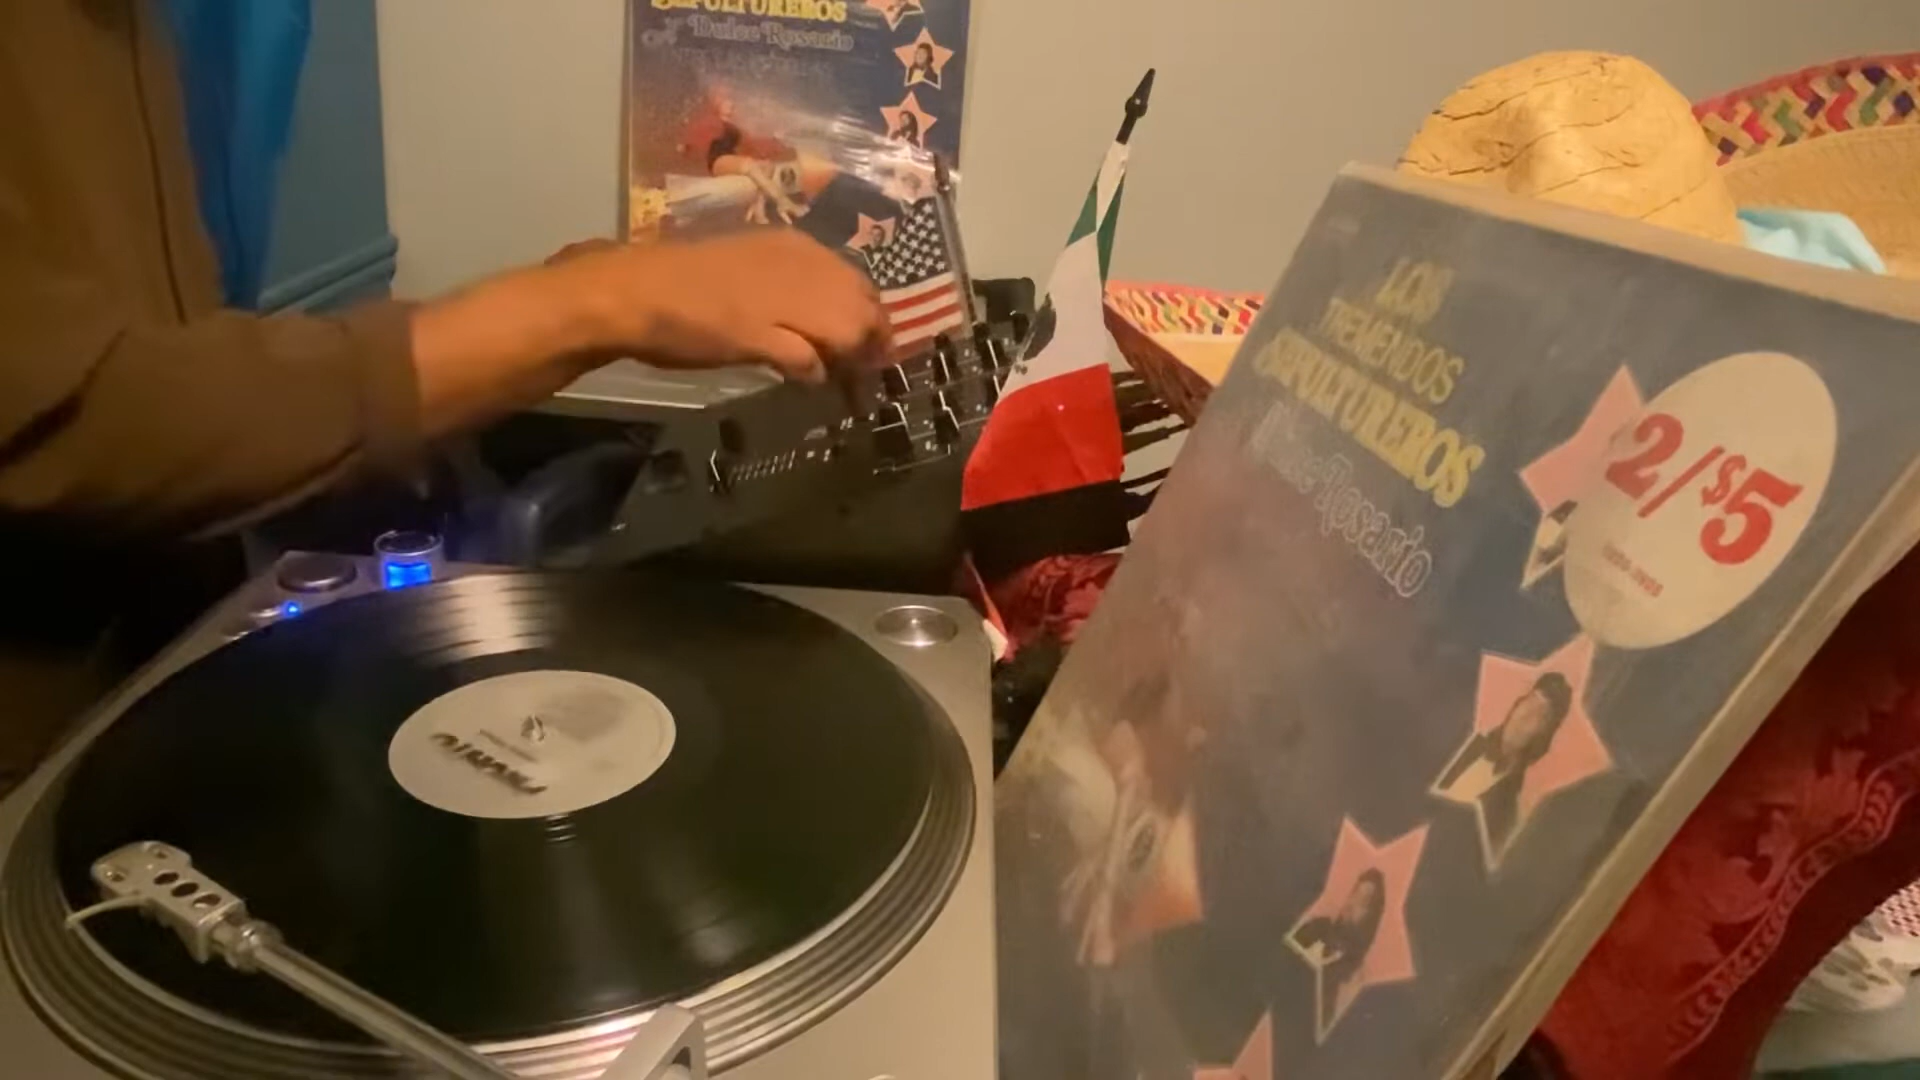 SEPULTUREROS
Dulce Rosario
LOS
TREMENDOS
SEPULTUREROS
Dulce Rosario
2/$5